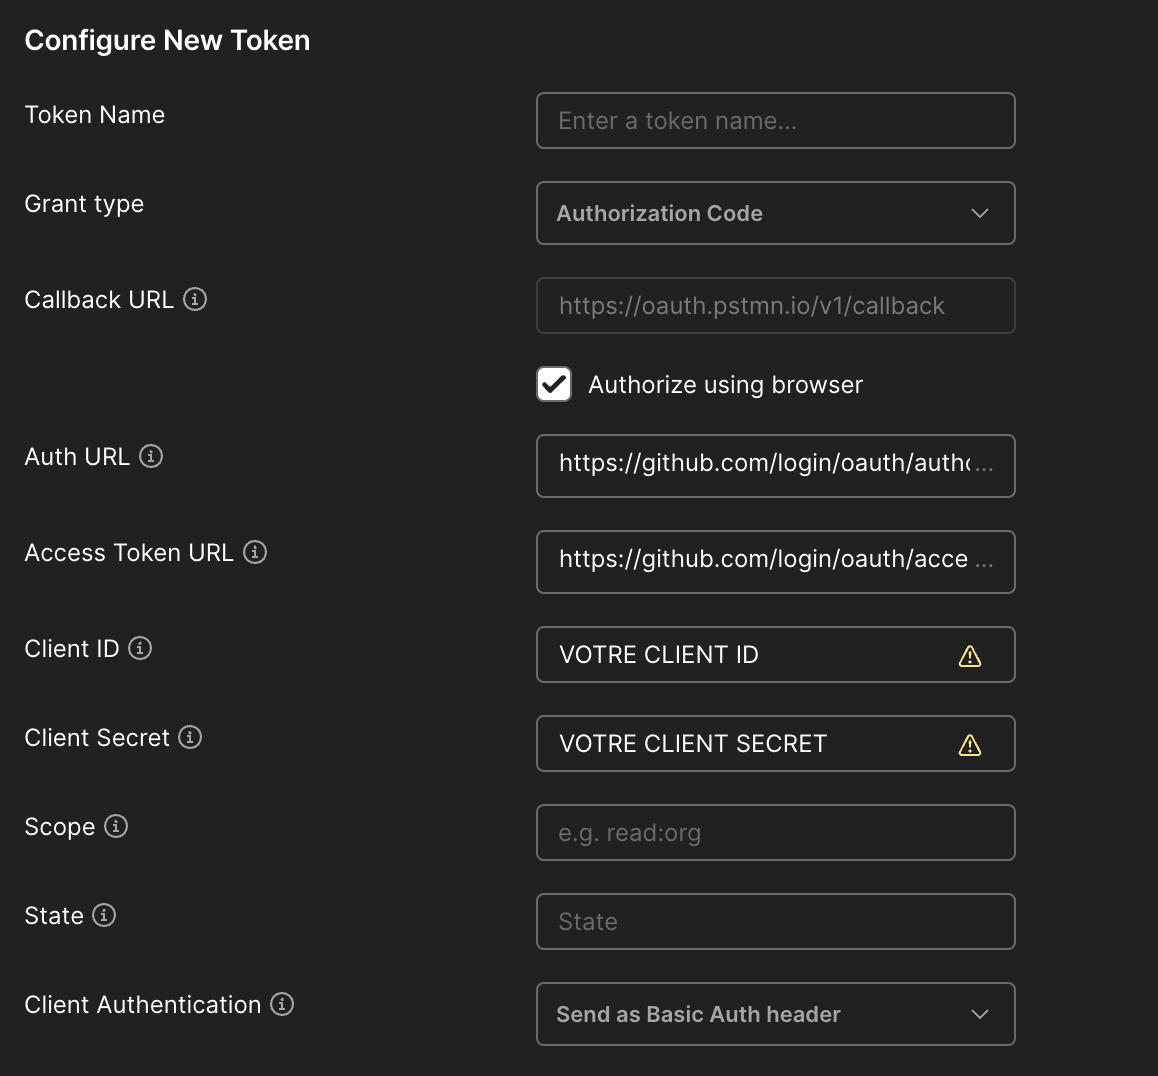 Configure New Token
Token Name
Enter a token name...
Grant type
Authorization Code
Callback URL
https://oauth.pstmn.io/v1/callback
Authorize using browser
Auth URL
https://github.com/login/oauth/autho...
Access Token URL
https://github.com/login/oauth/acce ...
Client ID
VOTRE CLIENT ID
Client Secret
VOTRE CLIENT SECRET
Scope
e.g. read:org
State
State
Client Authentication
Send as Basic Auth header